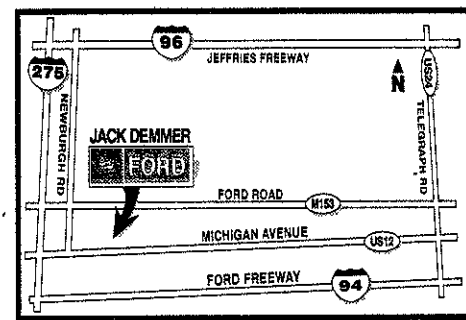 96
JEFFRIES FREEWAY
275
US24
N
NEWBURGH RD
TELEGRAPH RD
JACK DEMMER
FORD
FORD ROAD
M153
MICHIGAN AVENUE
US12
FORD FREEWAY
94